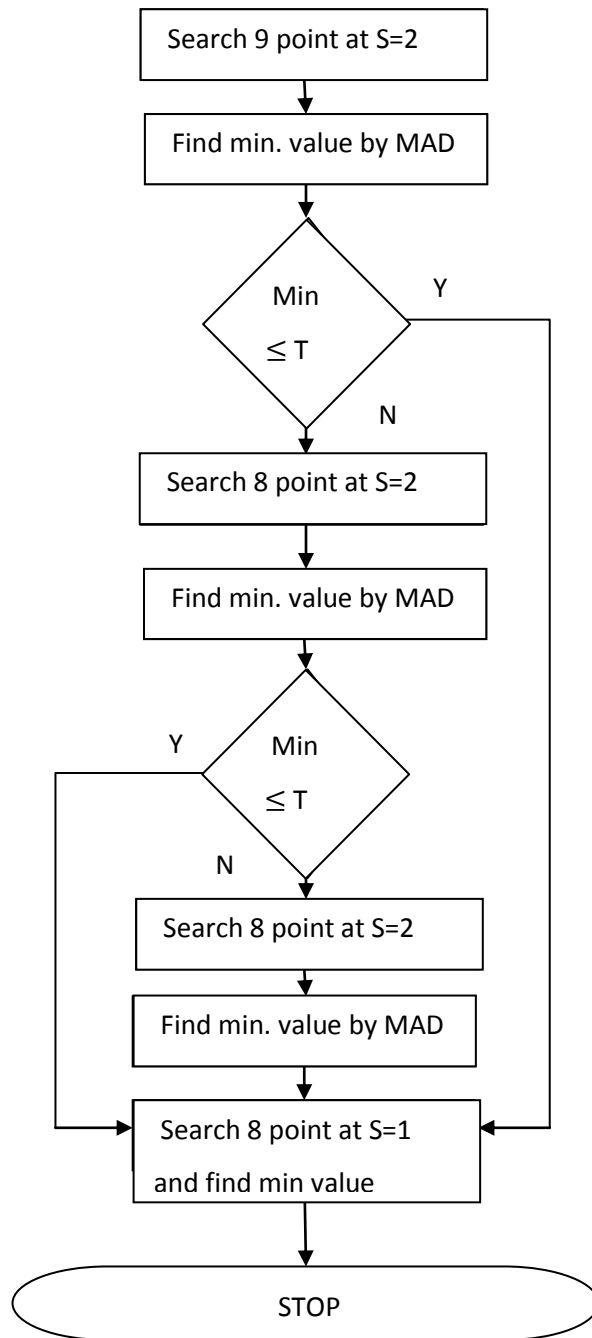 Search 9 point at S=2
Find min. value by MAD
Min
≤ T
Y
N
Search 8 point at S=2
Find min. value by MAD
Y
Min
≤ T
N
Search 8 point at S=2
Find min. value by MAD
Search 8 point at S=1
and find min value
STOP